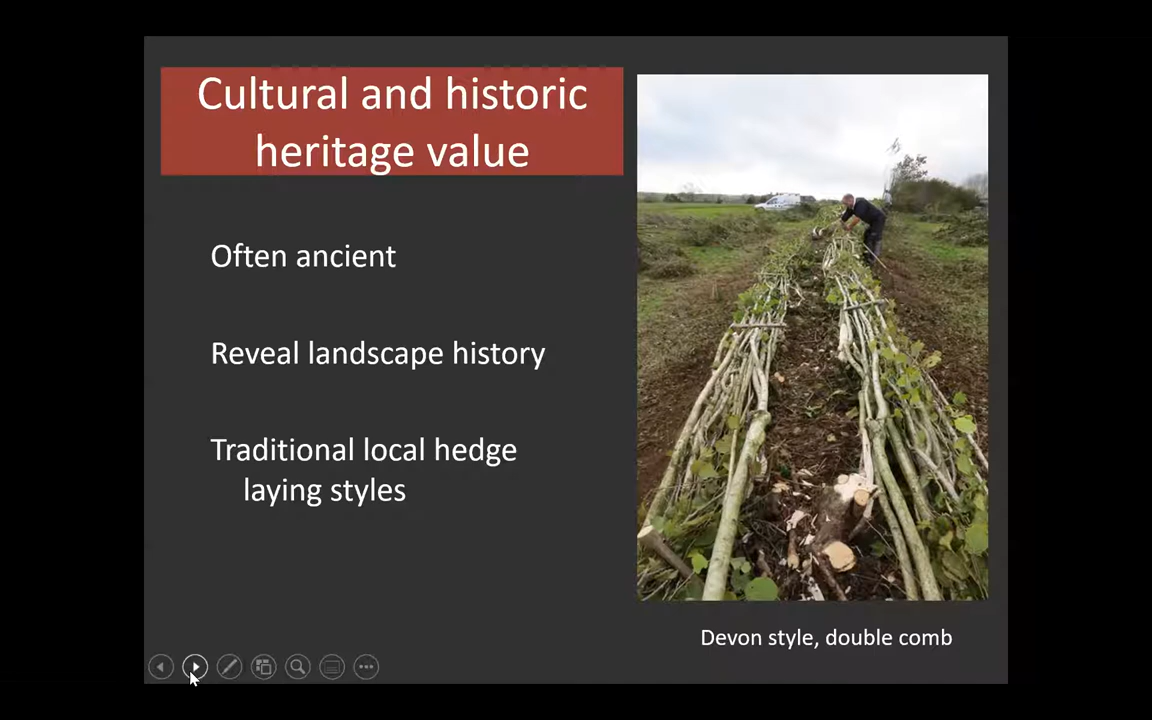 Cultural and historic
heritage value
Often ancient
Reveal landscape history
Traditional local hedge
laying styles
Devon style, double comb